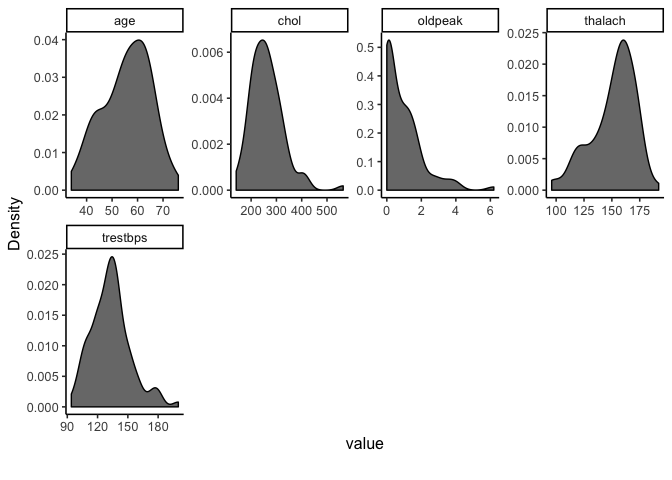 age
chol
oldpeak
thalach
0.04
0.03
0.02
0.01
0.00
40 50 60 70
0.006
0.004
0.002
0.000
200 300 400 500
0.5
0.4
0.3
0.2
0.1
0.0
0 2 4 6
0.025
0.020
0.015
0.010
0.005
0.000
100 125 150 175
Density
trestbps
0.025
0.020
0.015
0.010
0.005
0.000
90 120 150 180
value